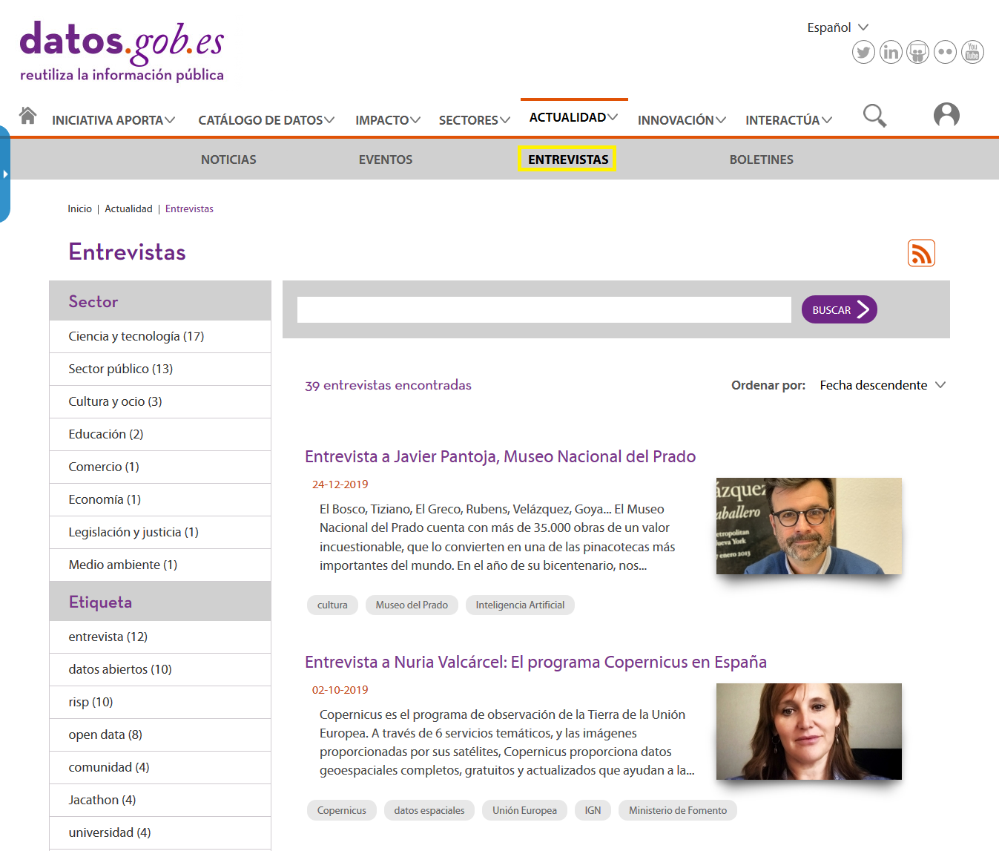 datos.gob.es
reutiliza la información pública
Español
You
Tube
INICIATIVA APORTA
CATÁLOGO DE DATOS
IMPACTO
SECTORES
ACTUALIDAD
INNOVACIÓN
INTERACTÚA
NOTICIAS
EVENTOS
ENTREVISTAS
BOLETINES
Inicio | Actualidad | Entrevistas
Entrevistas
Sector
Ciencia y tecnología (17)
Sector público (13)
Cultura y ocio (3)
Educación (2)
Comercio (1)
Economía (1)
Legislación y justicia (1)
Medio ambiente (1)
Etiqueta
entrevista (12)
datos abiertos (10)
risp (10)
open data (8)
comunidad (4)
Jacathon (4)
universidad (4)
BUSCAR
39 entrevistas encontradas
Ordenar por: Fecha descendente
Entrevista a Javier Pantoja, Museo Nacional del Prado
24-12-2019
El Bosco, Tiziano, El Greco, Rubens, Velázquez, Goya... El Museo
Nacional del Prado cuenta con más de 35.000 obras de un valor
incuestionable, que lo convierten en una de las pinacotecas más
importantes del mundo. En el año de su bicentenario, nos...
ázquez
aballero
etropolitan
ueva York
enero 2013
cultura
Museo del Prado
Inteligencia Artificial
Entrevista a Nuria Valcárcel: El programa Copernicus en España
02-10-2019
Copernicus es el programa de observación de la Tierra de la Unión
Europea. A través de 6 servicios temáticos, y las imágenes
proporcionadas por sus satélites, Copernicus proporciona datos
geoespaciales completos, gratuitos y actualizados que ayudan a la...
Copernicus
datos espaciales
Unión Europea
IGN
Ministerio de Fomento